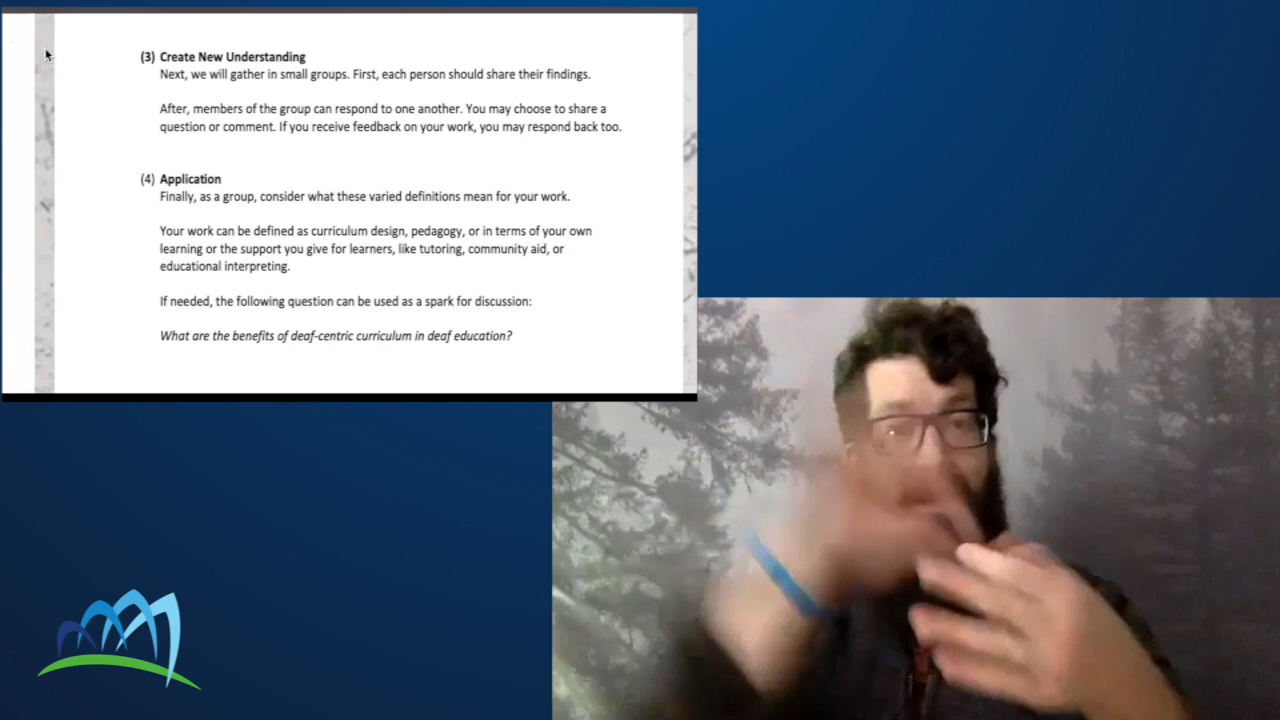 (3) Create New Understanding
Next, we will gather in small groups. First, each person should share their findings.
After, members of the group can respond to one another. You may choose to share a
question or comment. If you receive feedback on your work, you may respond back too.
(4) Application
Finally, as a group, consider what these varied definitions mean for your work.
Your work can be defined as curriculum design, pedagogy, or in terms of your own
learning or the support you give for learners, like tutoring, community aid, or
educational interpreting.
If needed, the following question can be used as a spark for discussion:
What are the benefits of deaf-centric curriculum in deaf education?